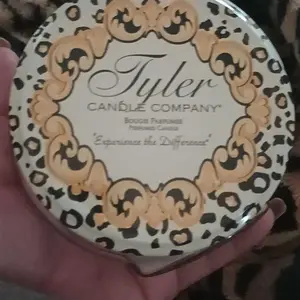 Tyler
CANDLE COMPANY®
BOUGIE PARFUMÉE
PERFUMED CANDLE
"Experience the Difference"